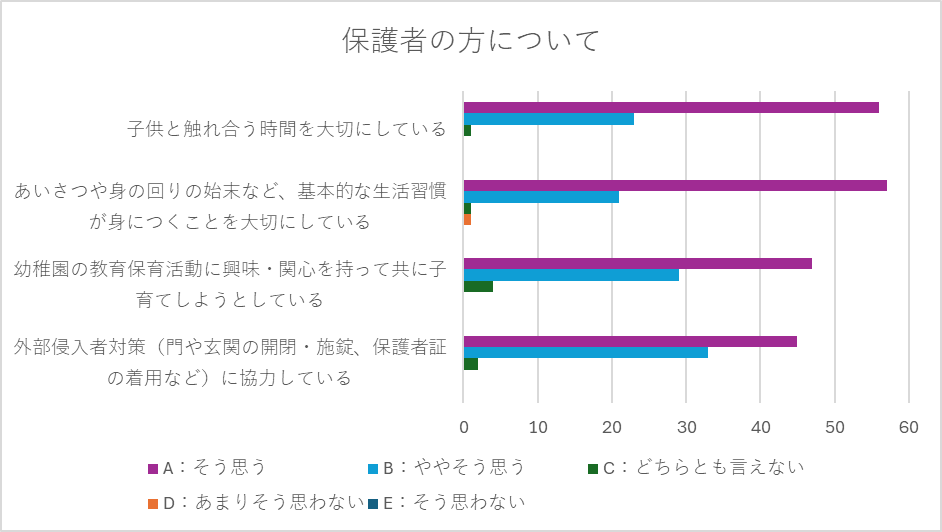 保護者の方について
子供と触れ合う時間を大切にしている
あいさつや身の回りの始末など、基本的な生活習慣
が身につくことを大切にしている
幼稚園の教育保育活動に興味・関心を持って共に子
育てしようとしている
外部侵入者対策（門や玄関の開閉・施錠、保護者証
の着用など）に協力している
0 10 20 30 40 50 60
A：そう思う B：ややそう思う C：どちらとも言えない
D：あまりそう思わない E：そう思わない